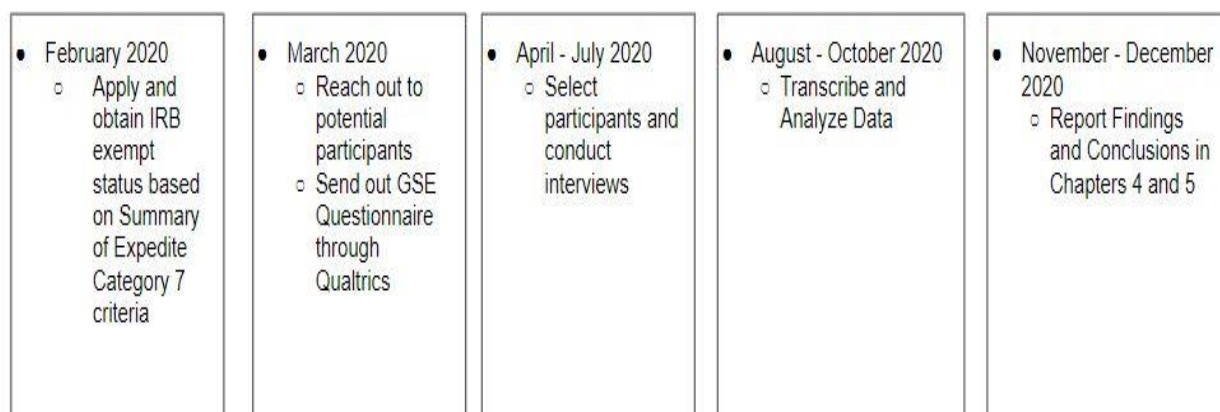 ● February 2020
○ Apply and
obtain IRB
exempt
status based
on Summary
of Expedite
Category 7
criteria
● March 2020
○ Reach out to
potential
participants
○ Send out GSE
Questionnaire
through
Qualtrics
● April - July 2020
○ Select
participants and
conduct
interviews
● August - October 2020
○ Transcribe and
Analyze Data
● November - December
2020
○ Report Findings
and Conclusions in
Chapters 4 and 5